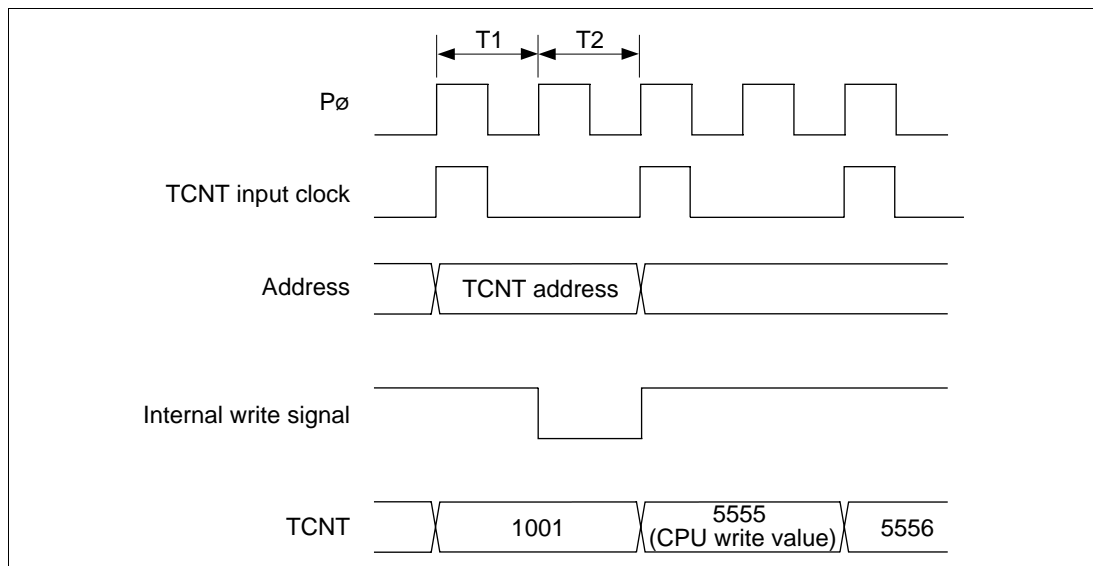 T1 T2
Pø
TCNT input clock
Address
TCNT address
Internal write signal
TCNT
1001
5555
(CPU write value)
5556